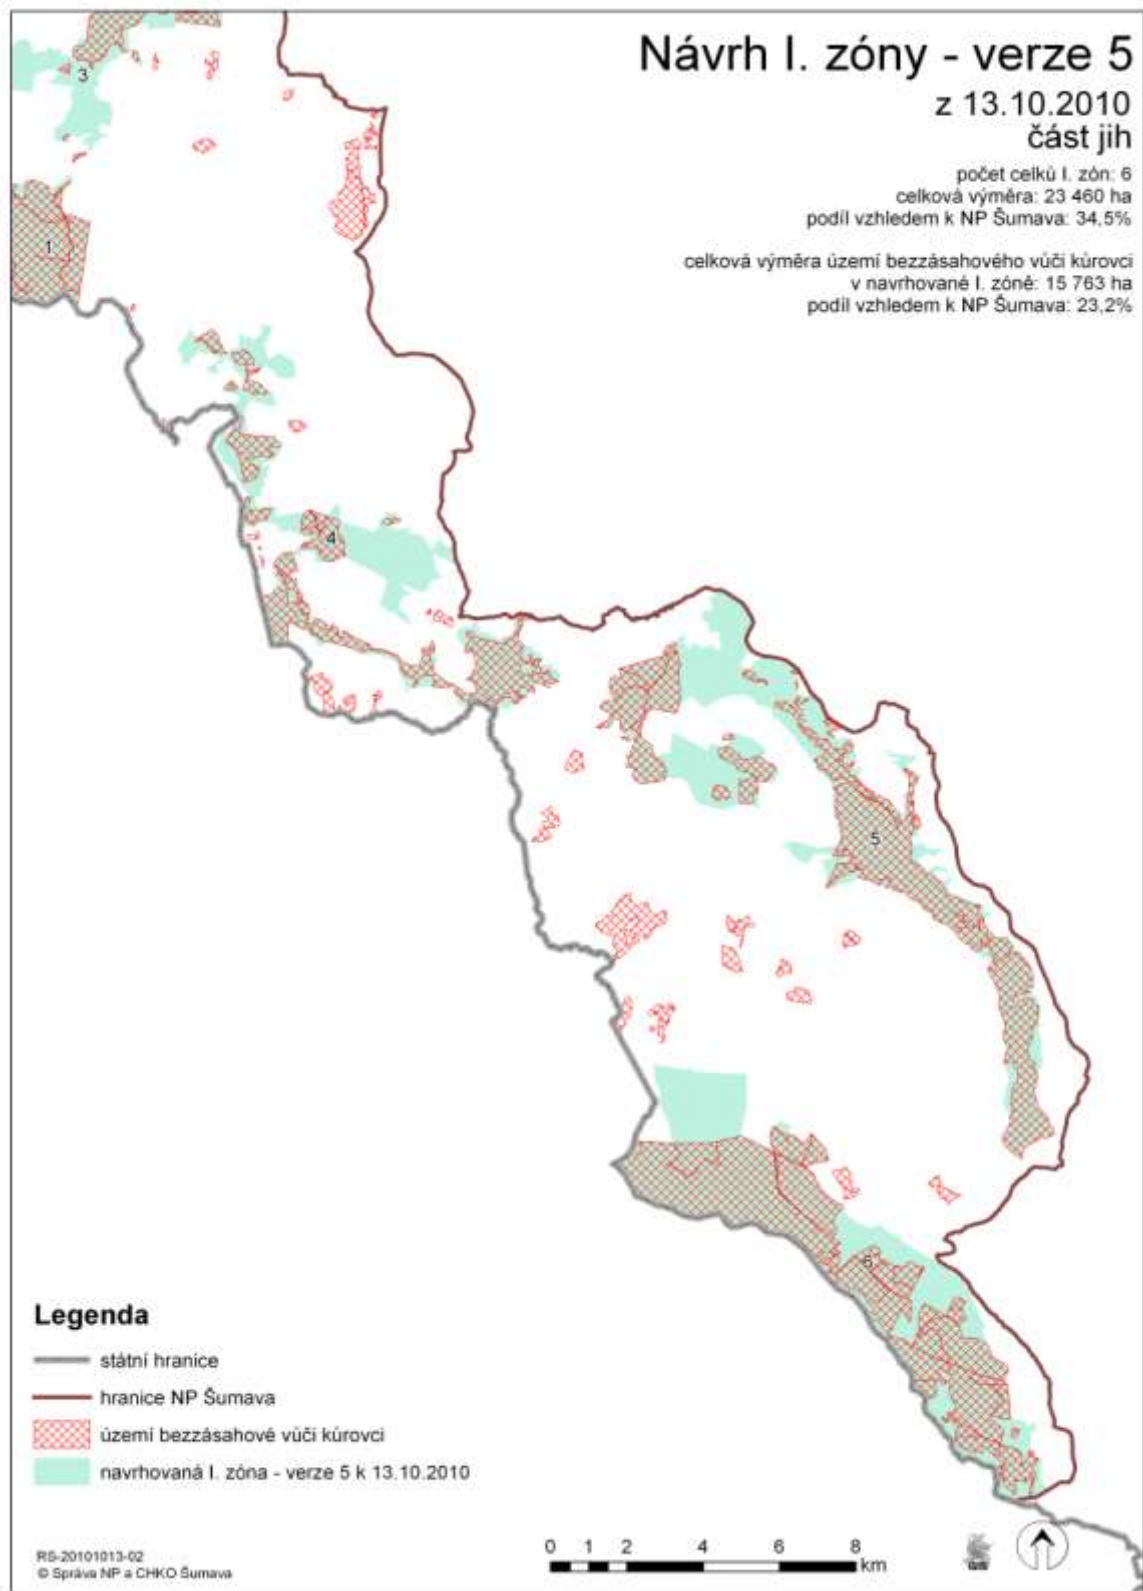 Návrh I. zóny - verze 5
z 13.10.2010
část jih
počet celků I. zón: 6
celková výměra: 23 460 ha
podíl vzhledem k NP Šumava: 34,5%
celková výměra území bezzásahového vůči kůrovci
v navrhované I. zóně: 15 763 ha
podíl vzhledem k NP Šumava: 23,2%
3
1
4
5
6
Legenda
státní hranice
hranice NP Šumava
území bezzásahové vůči kůrovci
navrhovaná I. zóna - verze 5 k 13.10.2010
RS-20101013-02
© Správa NP a CHKO Šumava
0 1 2 4 6 8 km
GIS